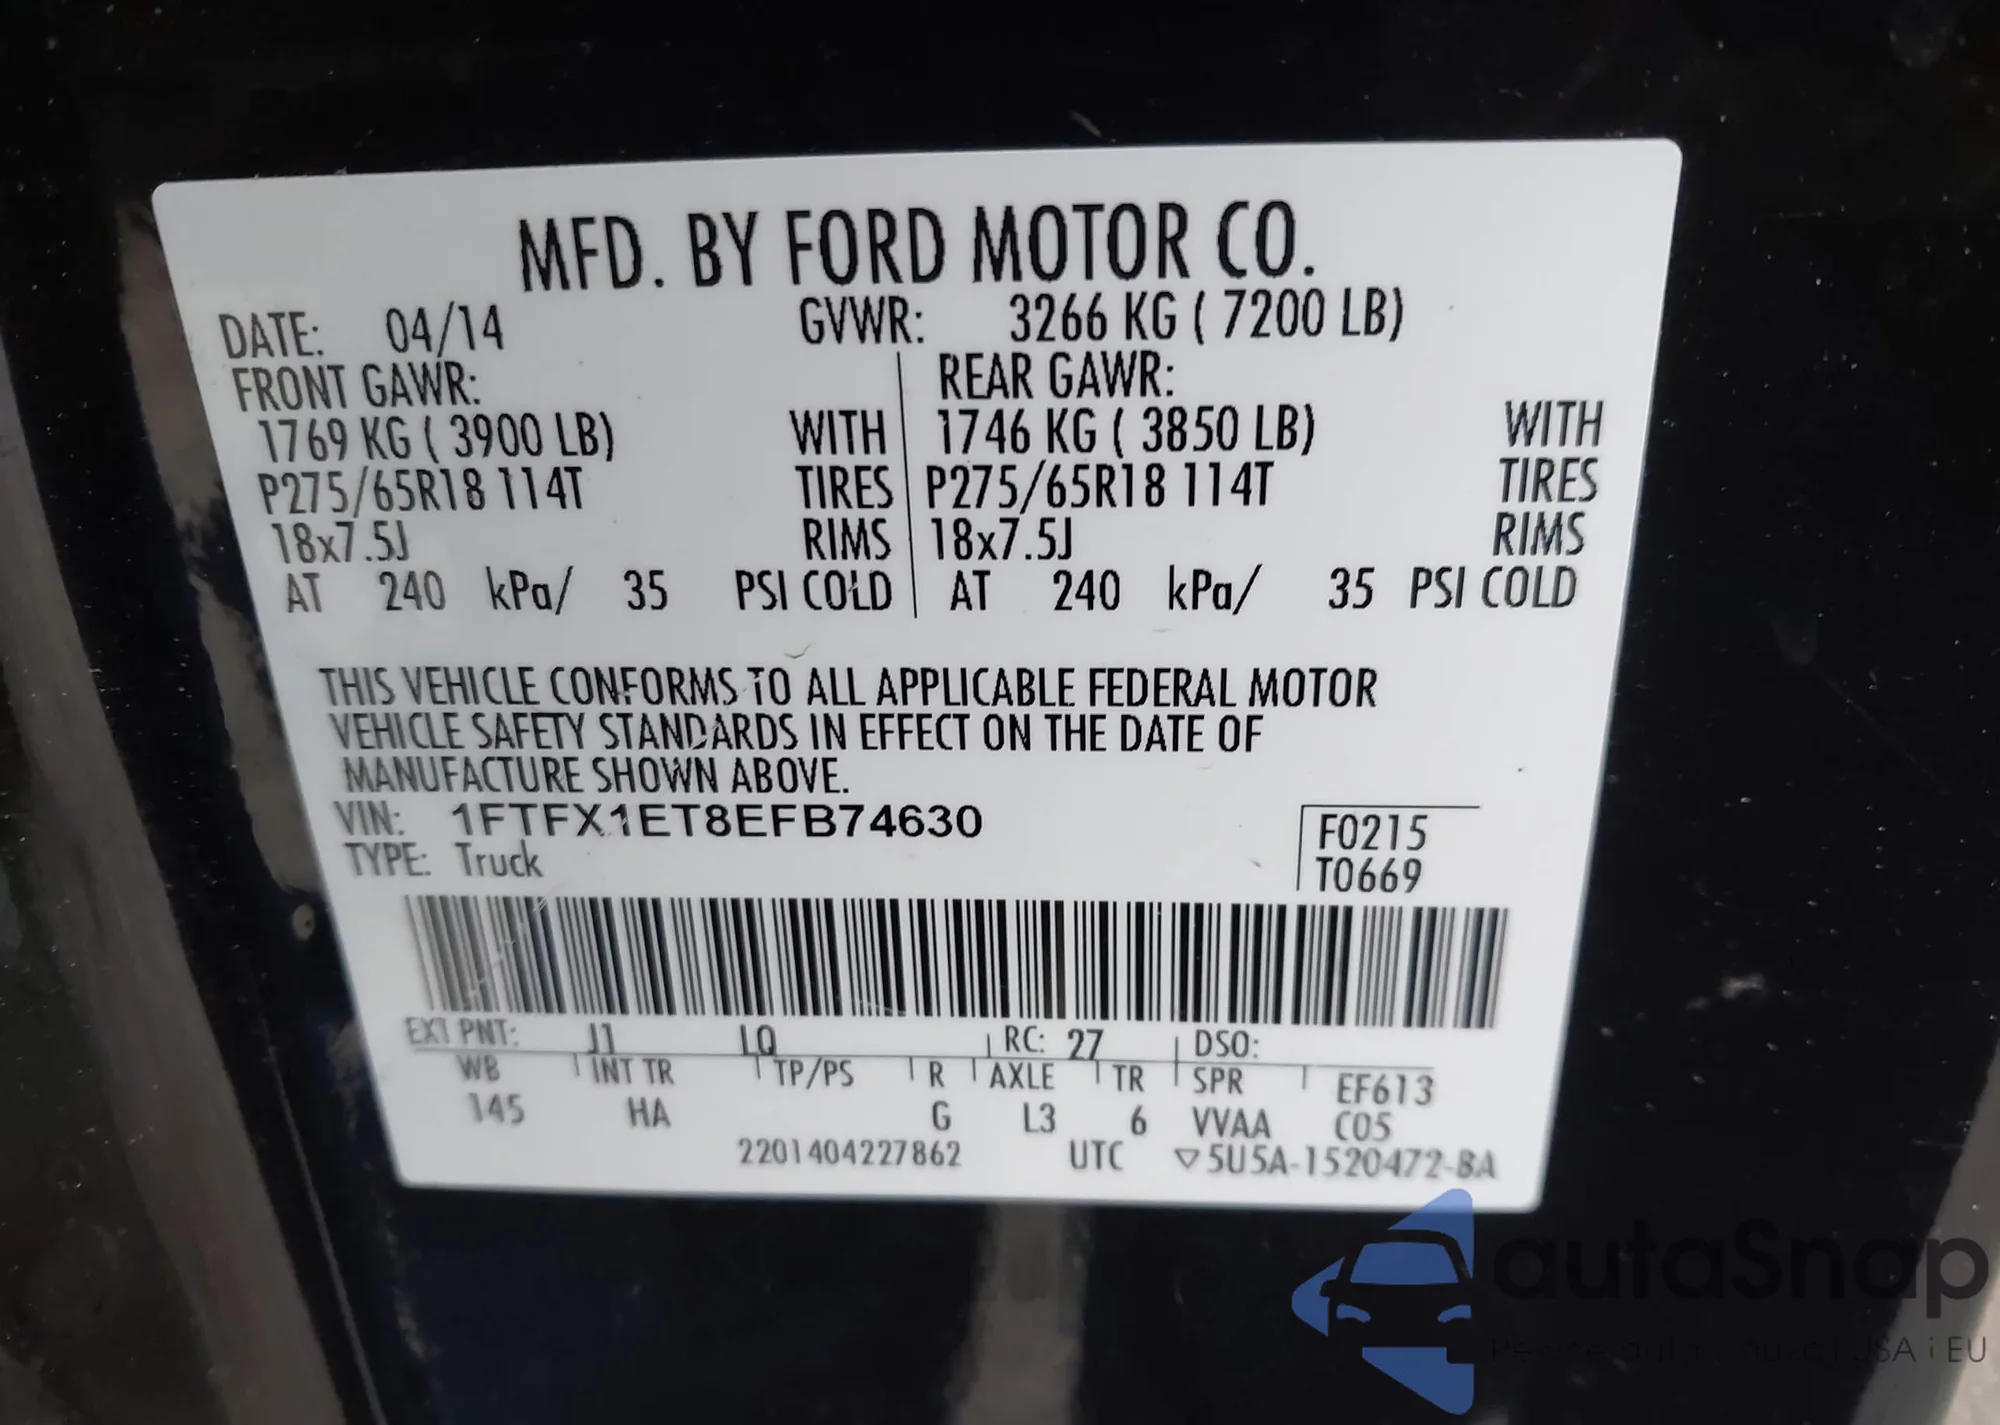 MFD. BY FORD MOTOR CO.
DATE: 04/14 GVWR: 3266 KG ( 7200 LB)
FRONT GAWR: REAR GAWR:
1769 KG ( 3900 LB) WITH 1746 KG ( 3850 LB) WITH
P275/65R18 114T TIRES P275/65R18 114T TIRES
18x7.5J RIMS 18x7.5J RIMS
AT 240 kPa/ 35 PSI COLD AT 240 kPa/ 35 PSI COLD
THIS VEHICLE CONFORMS TO ALL APPLICABLE FEDERAL MOTOR
VEHICLE SAFETY STANDARDS IN EFFECT ON THE DATE OF
MANUFACTURE SHOWN ABOVE.
VIN: 1FTFX1ET8EFB74630
TYPE: Truck
F0215
T0669
EXT PNT: J1 LQ RC: 27 DSO:
WB INT TR TP/PS R AXLE TR SPR EF613
145 HA G L3 6 VVAA C05
2201404227862 UTC ▽5U5A-1520472-BA
autaSnap
USA i EU